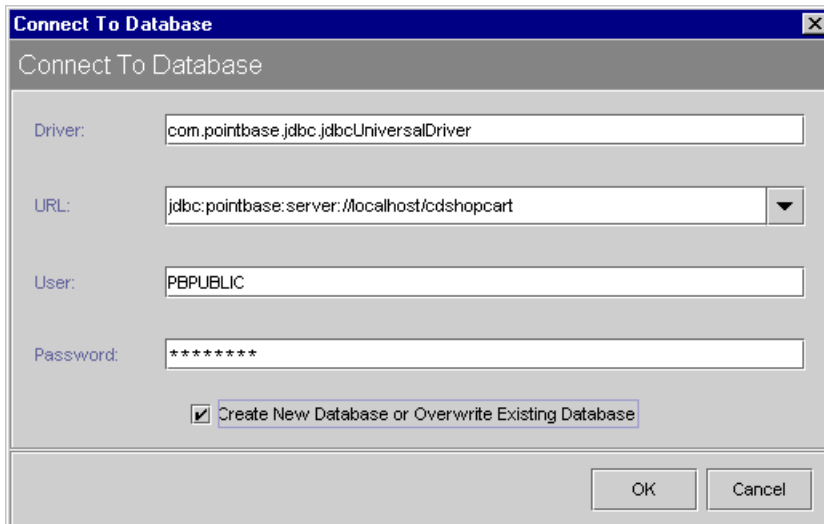 Connect To Database
Connect To Database
Driver: com.pointbase.jdbc.jdbcUniversalDriver
URL: jdbc:pointbase:server://localhost/cdshopcart
User: PBPUBLIC
Password: ********
Create New Database or Overwrite Existing Database
OK Cancel